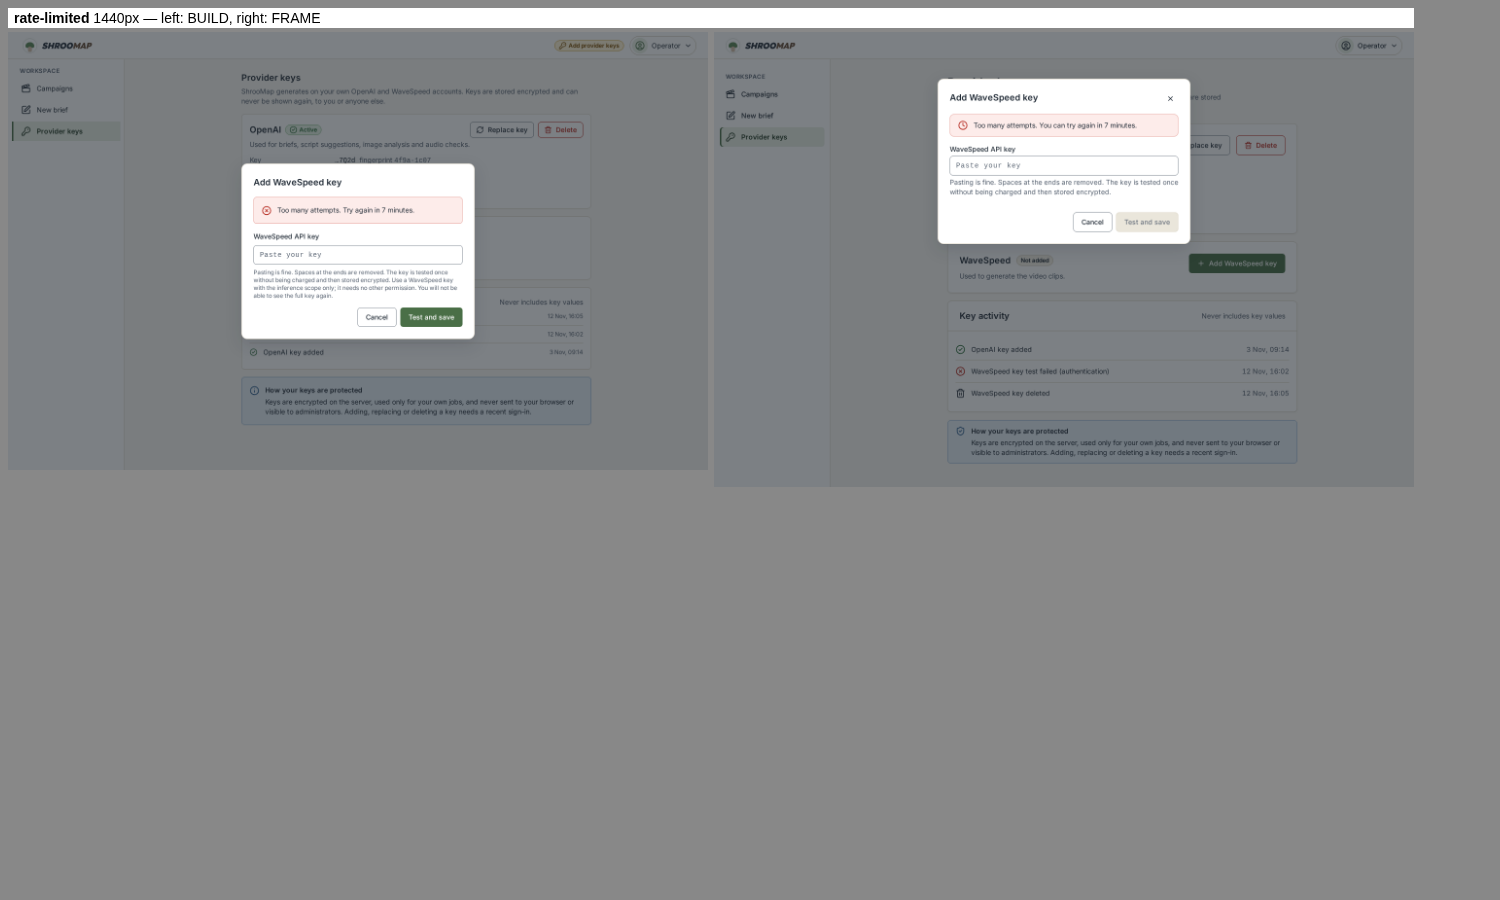 rate-limited 1440px — left: BUILD, right: FRAME
SHROOMAP
Add provider keys
Operator
WORKSPACE
Campaigns
New brief
Provider keys
Provider keys
ShrooMap generates on your own OpenAI and WaveSpeed accounts. Keys are stored encrypted and can
never be shown again, to you or anyone else.
OpenAI
Active
Replace key
Delete
Used for briefs, script suggestions, image analysis and audio checks.
Key
Add WaveSpeed key
Too many attempts. Try again in 7 minutes.
WaveSpeed API key
Paste your key
Pasting is fine. Spaces at the ends are removed. The key is tested once
without being charged and then stored encrypted. Use a WaveSpeed key
with the inference scope only; it needs no other permission. You will not be
able to see the full key again.
Cancel
Test and save
Never includes key values
12 Nov, 16:05
12 Nov, 16:02
OpenAI key added
3 Nov, 09:14
How your keys are protected
Keys are encrypted on the server, used only for your own jobs, and never sent to your browser or
visible to administrators. Adding, replacing or deleting a key needs a recent sign-in.
SHROOMAP
Operator
WORKSPACE
Campaigns
New brief
Provider keys
Add WaveSpeed key
re stored
Too many attempts. You can try again in 7 minutes.
WaveSpeed API key
Paste your key
Pasting is fine. Spaces at the ends are removed. The key is tested once
without being charged and then stored encrypted.
Cancel
Test and save
place key
Delete
WaveSpeed
Not added
Add WaveSpeed key
Used to generate the video clips.
Key activity
Never includes key values
OpenAI key added
3 Nov, 09:14
WaveSpeed key test failed (authentication)
12 Nov, 16:02
WaveSpeed key deleted
12 Nov, 16:05
How your keys are protected
Keys are encrypted on the server, used only for your own jobs, and never sent to your browser or
visible to administrators. Adding, replacing or deleting a key needs a recent sign-in.